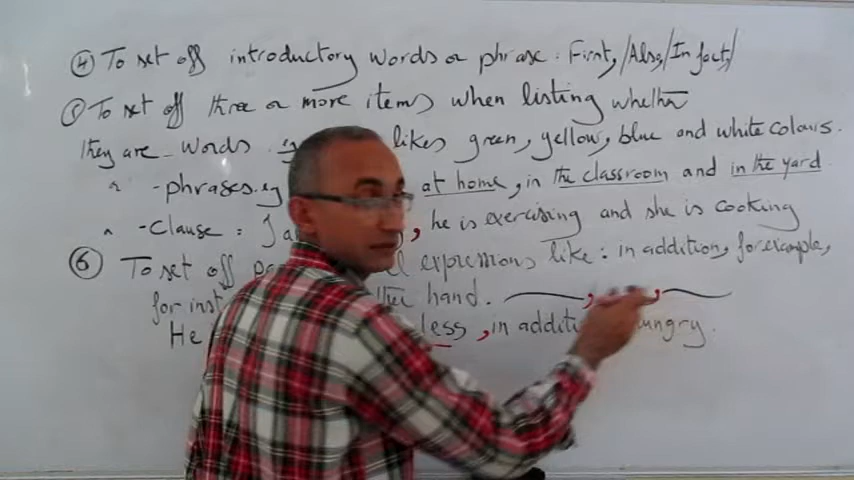 ④ To set off introductory words or phrase : First, /Also,/In fact,/
⑤ To set off three or more items when listing whether
they are - words likes green, yellow, blue and white colours.
" - phrases. eg at home, in the classroom and in the yard
" - Clause : , he is exercising and she is cooking
⑥ To set off expressions like : in addition, for example,
for the hand. , ,
He less , in